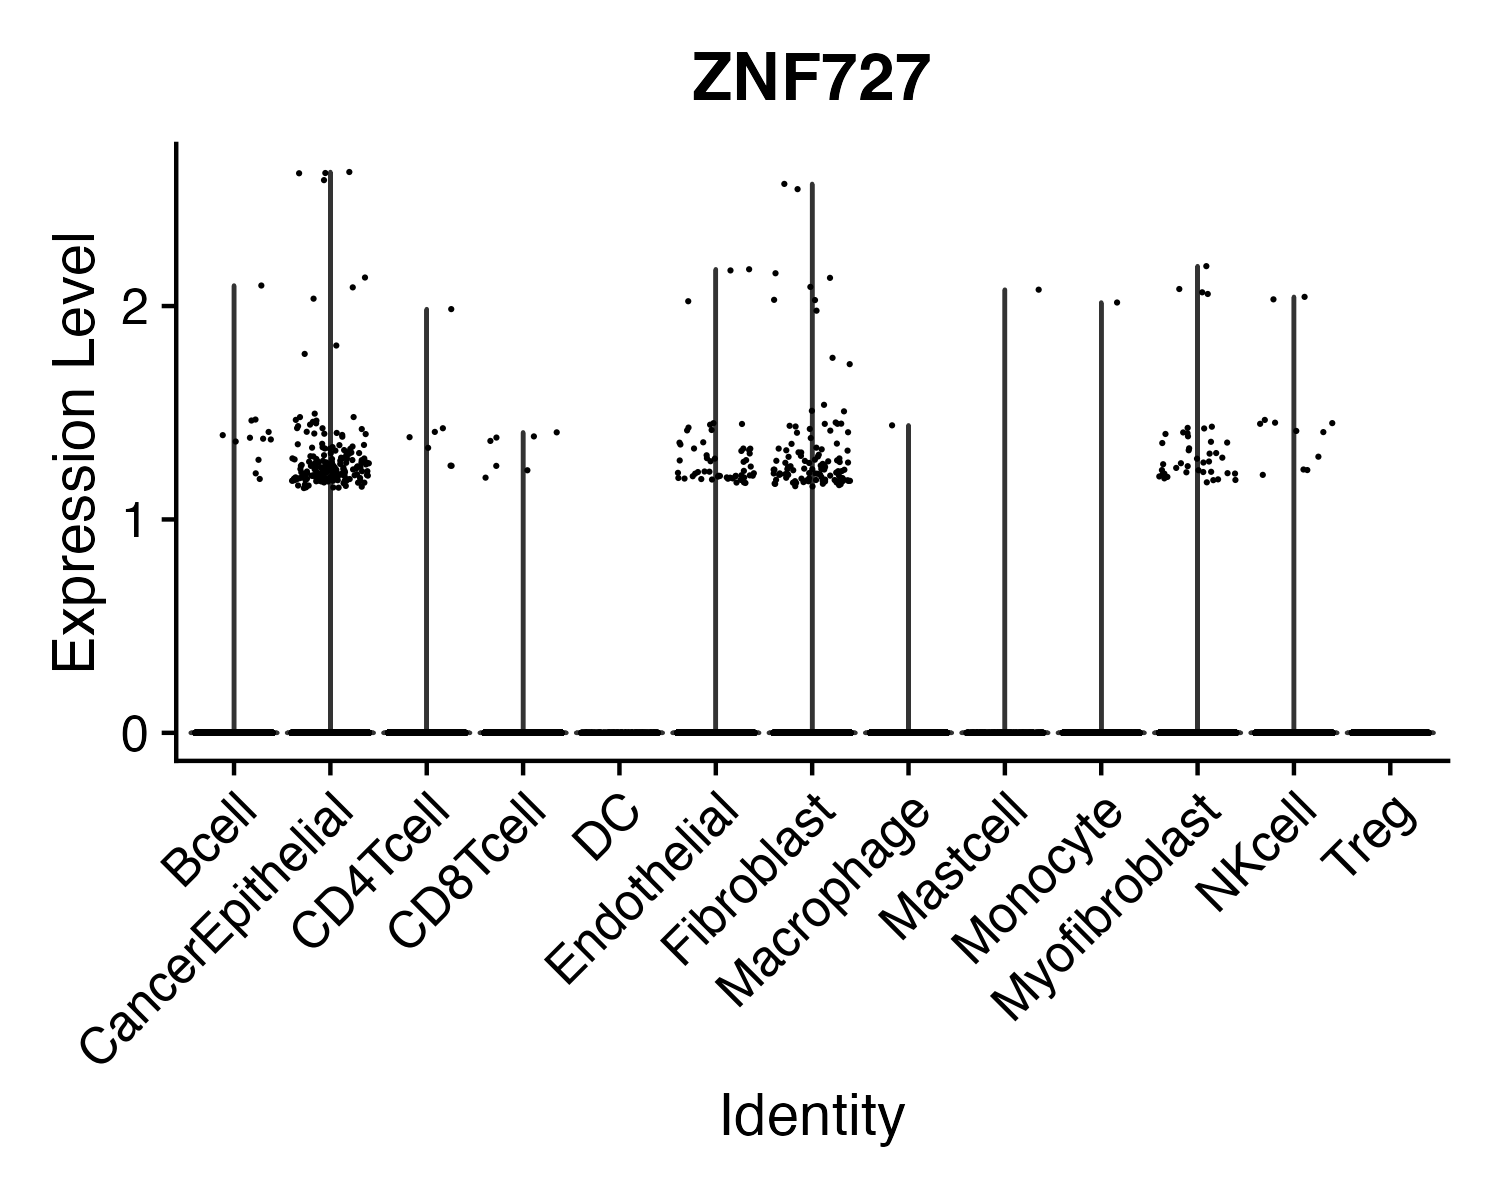 ZNF727
Expression Level
2
1
0
Bcell
CancerEpithelial
CD4Tcell
CD8Tcell
DC
Endothelial
Fibroblast
Macrophage
Mastcell
Monocyte
Myofibroblast
NKcell
Treg
Identity